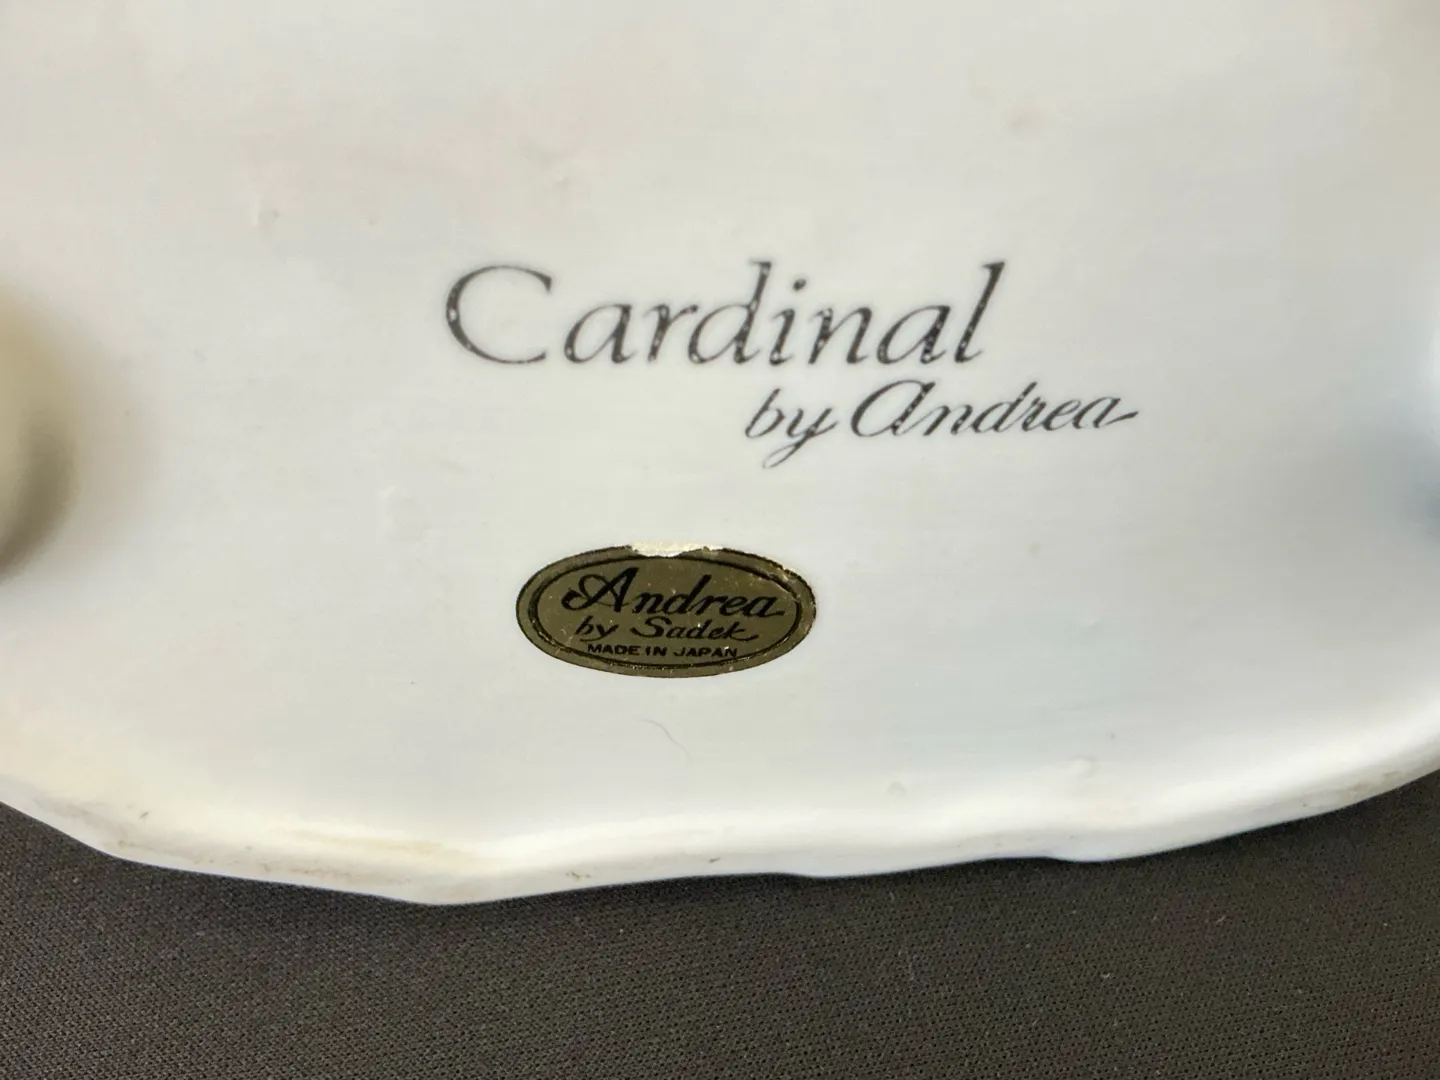 Cardinal
by Andrea
Andrea
by Sadek
MADE IN JAPAN